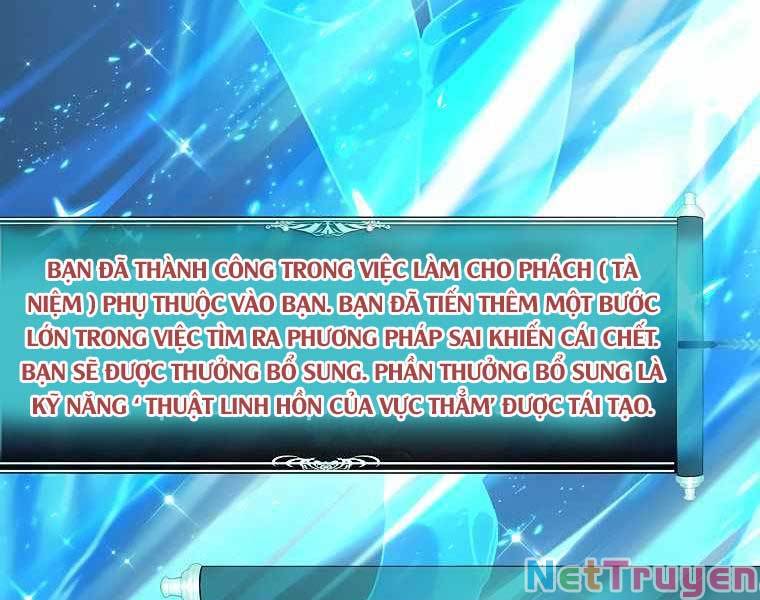 BẠN ĐÃ THÀNH CÔNG TRONG VIỆC LÀM CHO PHÁCH ( TÀ
NIỆM ) PHỤ THUỘC VÀO BẠN. BẠN ĐÃ TIẾN THÊM MỘT BƯỚC
LỚN TRONG VIỆC TÌM RA PHƯƠNG PHÁP SAI KHIẾN CÁI CHẾT.
BẠN SẼ ĐƯỢC THƯỞNG BỔ SUNG. PHẦN THƯỞNG BỔ SUNG LÀ
KỸ NĂNG ‘ THUẬT LINH HỒN CỦA VỰC THẲM’ ĐƯỢC TÁI TẠO.
NetTruyen